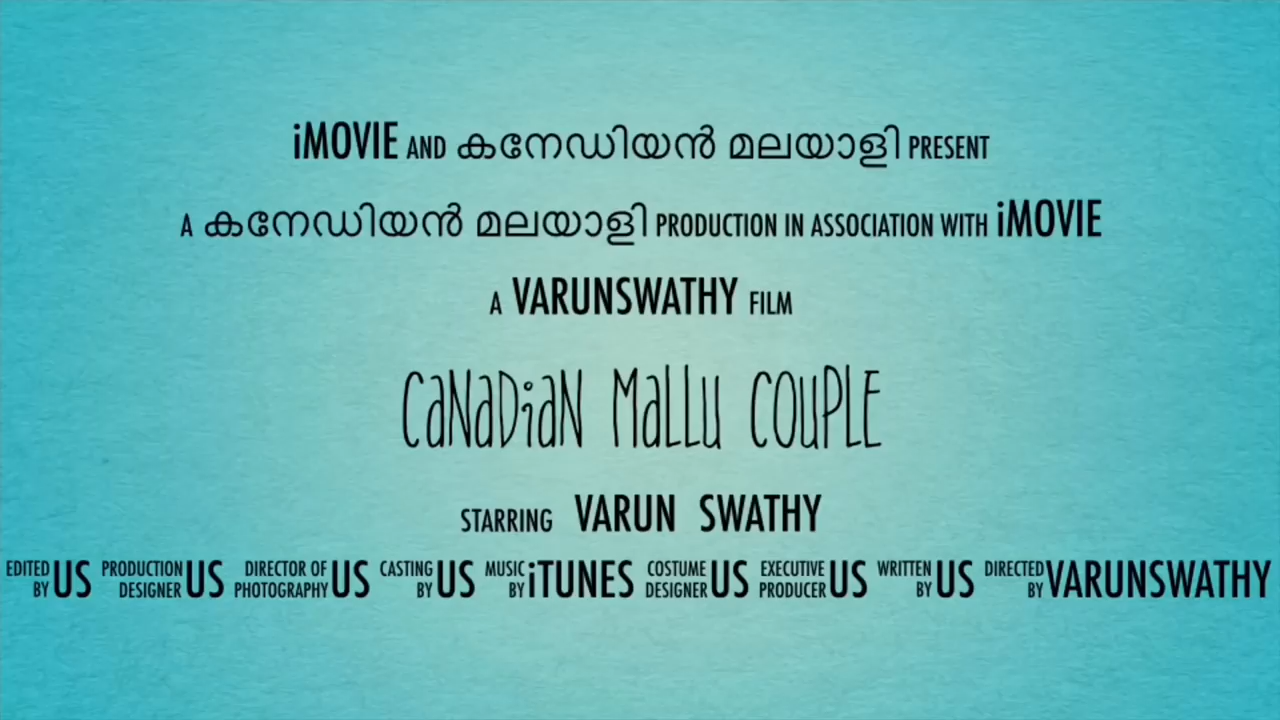 iMOVIE AND കനേഡിയൻ മലയാളി PRESENT
A കനേഡിയൻ മലയാളി PRODUCTION IN ASSOCIATION WITH iMOVIE
A VARUNSWATHY FILM
CaNaDiaN MaLLu COuPLE
STARRING VARUN SWATHY
EDITED BY US PRODUCTION DESIGNER US DIRECTOR OF PHOTOGRAPHY US CASTING BY US MUSIC BY iTUNES COSTUME DESIGNER US EXECUTIVE PRODUCER US WRITTEN BY US DIRECTED BY VARUNSWATHY